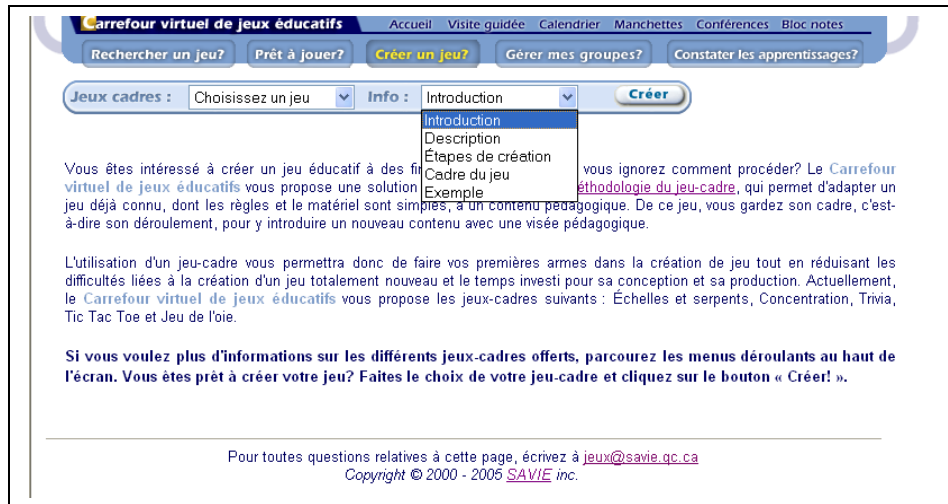 Carrefour virtuel de jeux éducatifs Accueil Visite guidée Calendrier Manchettes Conférences Bloc notes
Rechercher un jeu? Prêt à jouer? Créer un jeu? Gérer mes groupes? Constater les apprentissages?
Jeux cadres : Choisissez un jeu Info : Introduction Créer
Introduction
Description
Étapes de création
Cadre du jeu
Exemple
Vous êtes intéressé à créer un jeu éducatif à des vous ignorez comment procéder? Le Carrefour
virtuel de jeux éducatifs vous propose une solution éthodologie du jeu-cadre, qui permet d'adapter un
jeu déjà connu, dont les règles et le matériel sont simples, à un contenu pédagogique. De ce jeu, vous gardez son cadre, c'est-
à-dire son déroulement, pour y introduire un nouveau contenu avec une visée pédagogique.
L'utilisation d'un jeu-cadre vous permettra donc de faire vos premières armes dans la création de jeu tout en réduisant les
difficultés liées à la création d'un jeu totalement nouveau et le temps investi pour sa conception et sa production. Actuellement,
le Carrefour virtuel de jeux éducatifs vous propose les jeux-cadres suivants : Échelles et serpents, Concentration, Trivia,
Tic Tac Toe et Jeu de l'oie.
Si vous voulez plus d'informations sur les différents jeux-cadres offerts, parcourez les menus déroulants au haut de
l'écran. Vous êtes prêt à créer votre jeu? Faites le choix de votre jeu-cadre et cliquez sur le bouton « Créer! ».
Pour toutes questions relatives à cette page, écrivez à jeux@savie.qc.ca
Copyright © 2000 - 2005 SAVIE inc.